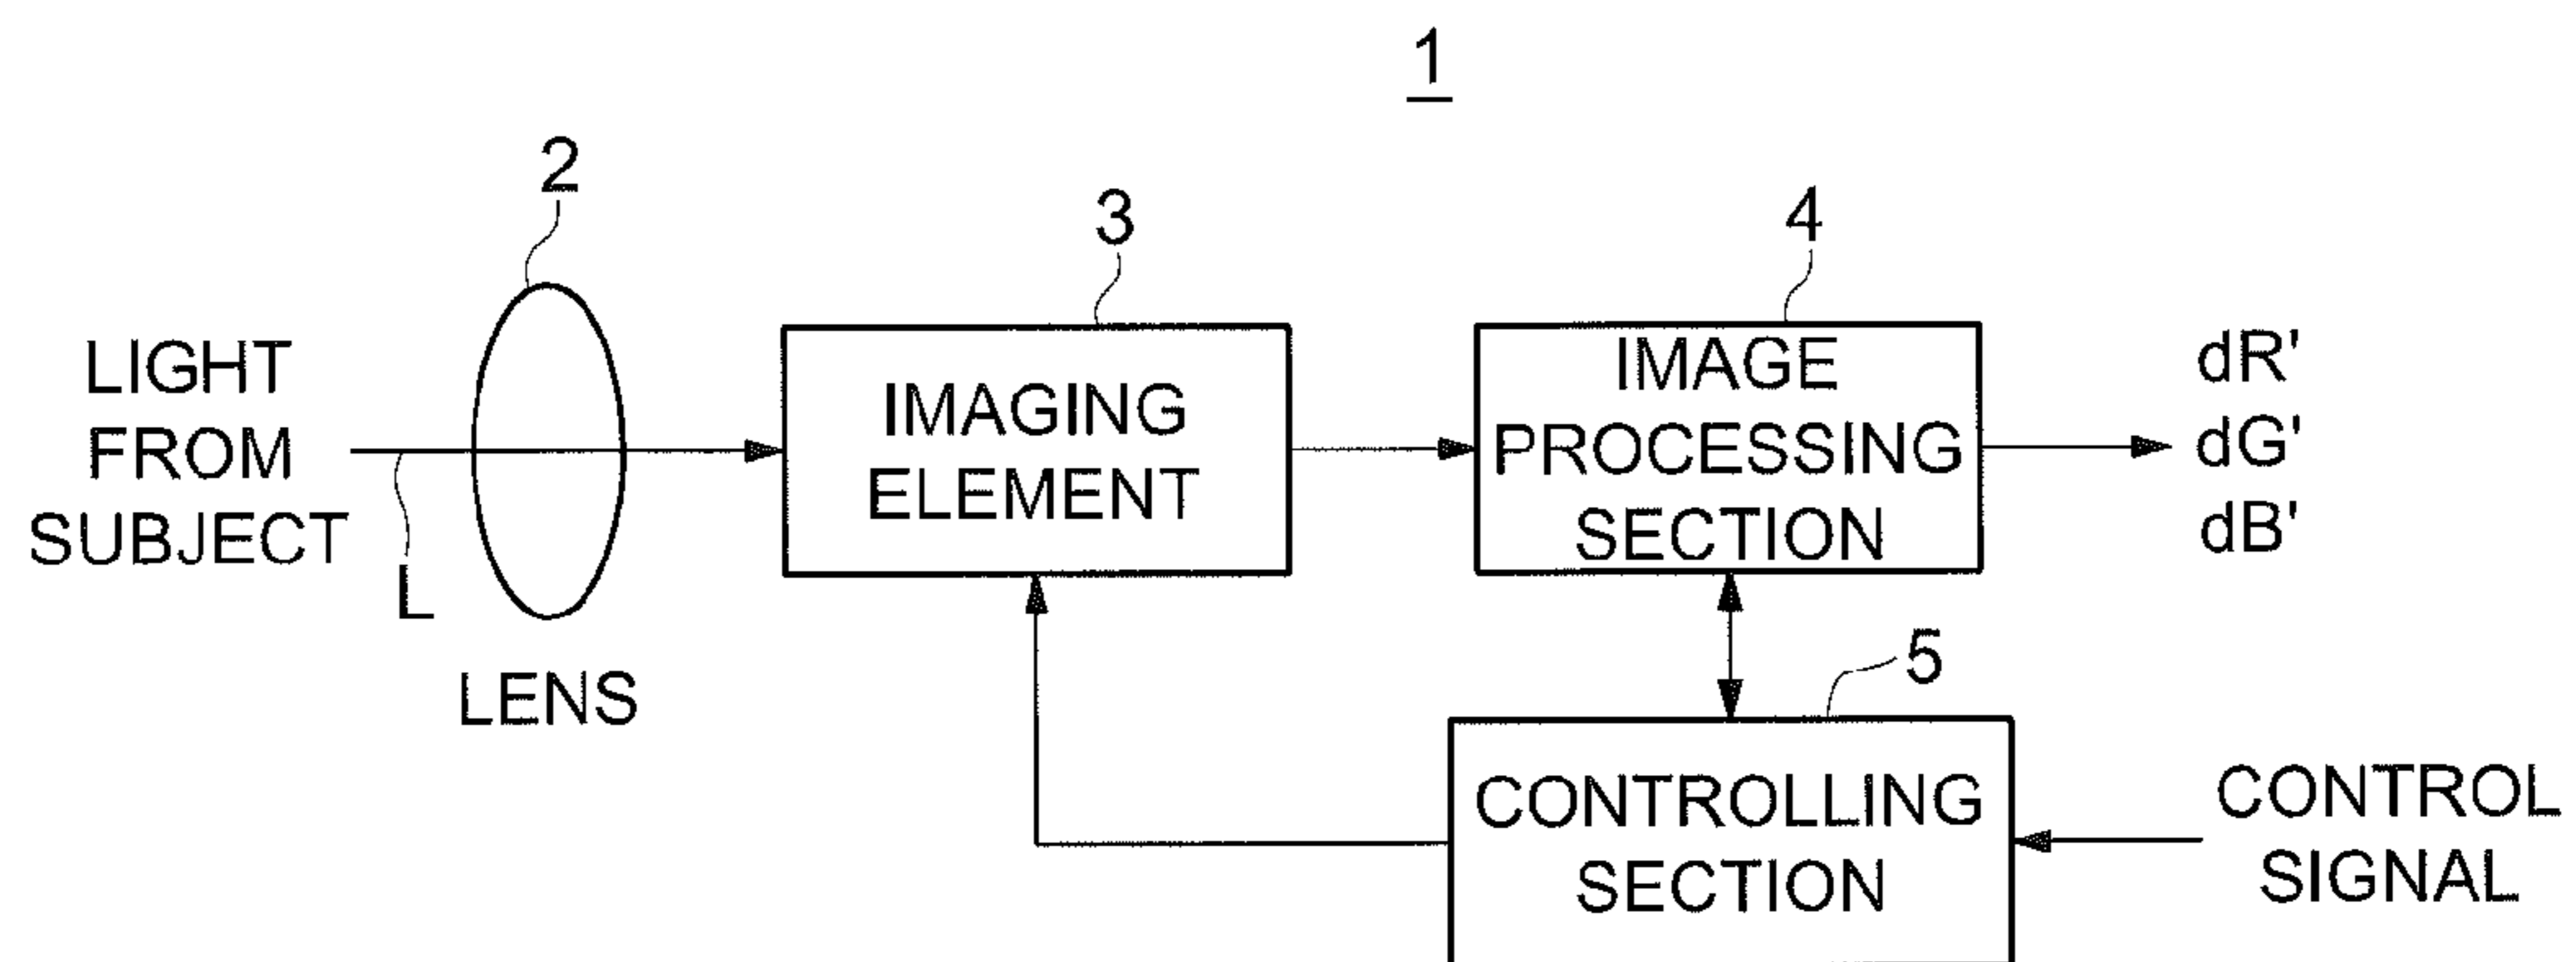 1
2
3
4
LIGHT
FROM
SUBJECT
L
LENS
IMAGING
ELEMENT
IMAGE
PROCESSING
SECTION
dR'
dG'
dB'
5
CONTROLLING
SECTION
CONTROL
SIGNAL